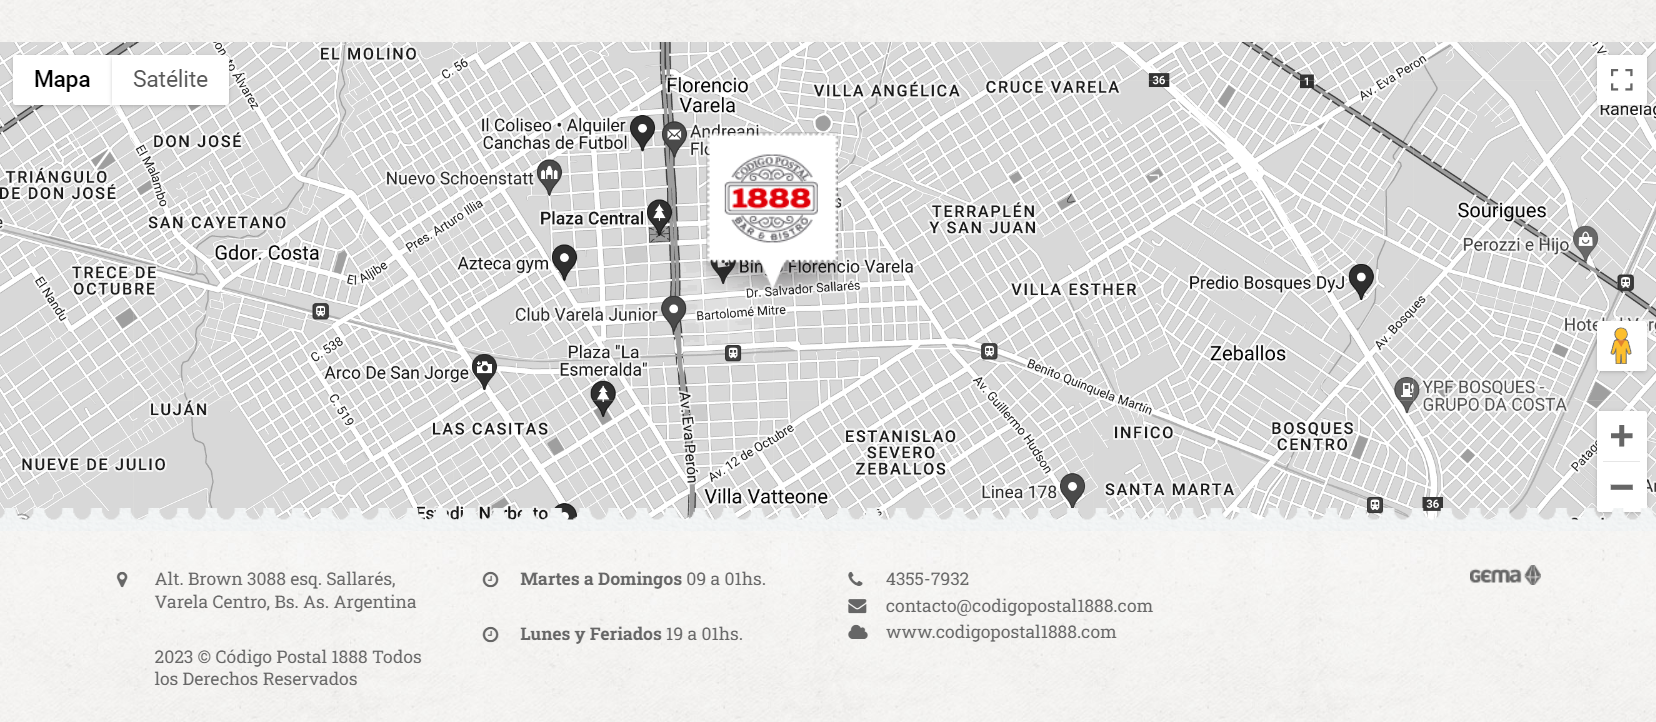 EL MOLINO
C. 56
Mapa
Satélite
Florencio
Varela
VILLA ANGÉLICA
CRUCE VARELA
36
1
Av. Eva Peron
Il Coliseo • Alquiler
Canchas de Futbol
Andreani
DON JOSÉ
El Malambo
TRIÁNGULO
DE DON JOSÉ
Nuevo Schoenstatt
CODIGO POSTAL
1888
BAR & BISTRO
SAN CAYETANO
Pres. Arturo Illia
Plaza Central
TERRAPLÉN
Y SAN JUAN
Sourigues
Perozzi e Hijo
Gdor. Costa
El Aljibe
Azteca gym
Florencio Varela
TRECE DE
OCTUBRE
El Nandu
Dr. Salvador Sallarés
VILLA ESTHER
Predio Bosques DyJ
Club Varela Junior
Bartolomé Mitre
Av. Bosques
C. 538
Plaza "La
Esmeralda"
Zeballos
Arco De San Jorge
Benito Quinquela Martín
Av. Guillermo Hudson
YPF BOSQUES -
GRUPO DA COSTA
C. 519
LUJÁN
Av. Eva Perón
LAS CASITAS
Av. 12 de Octubre
ESTANISLAO
SEVERO
ZEBALLOS
INFICO
BOSQUES
CENTRO
NUEVE DE JULIO
Villa Vatteone
Linea 178
SANTA MARTA
36
Alt. Brown 3088 esq. Sallarés,
Varela Centro, Bs. As. Argentina
2023 © Código Postal 1888 Todos
los Derechos Reservados
Martes a Domingos 09 a 01hs.
Lunes y Feriados 19 a 01hs.
4355-7932
contacto@codigopostal1888.com
www.codigopostal1888.com
GEMA